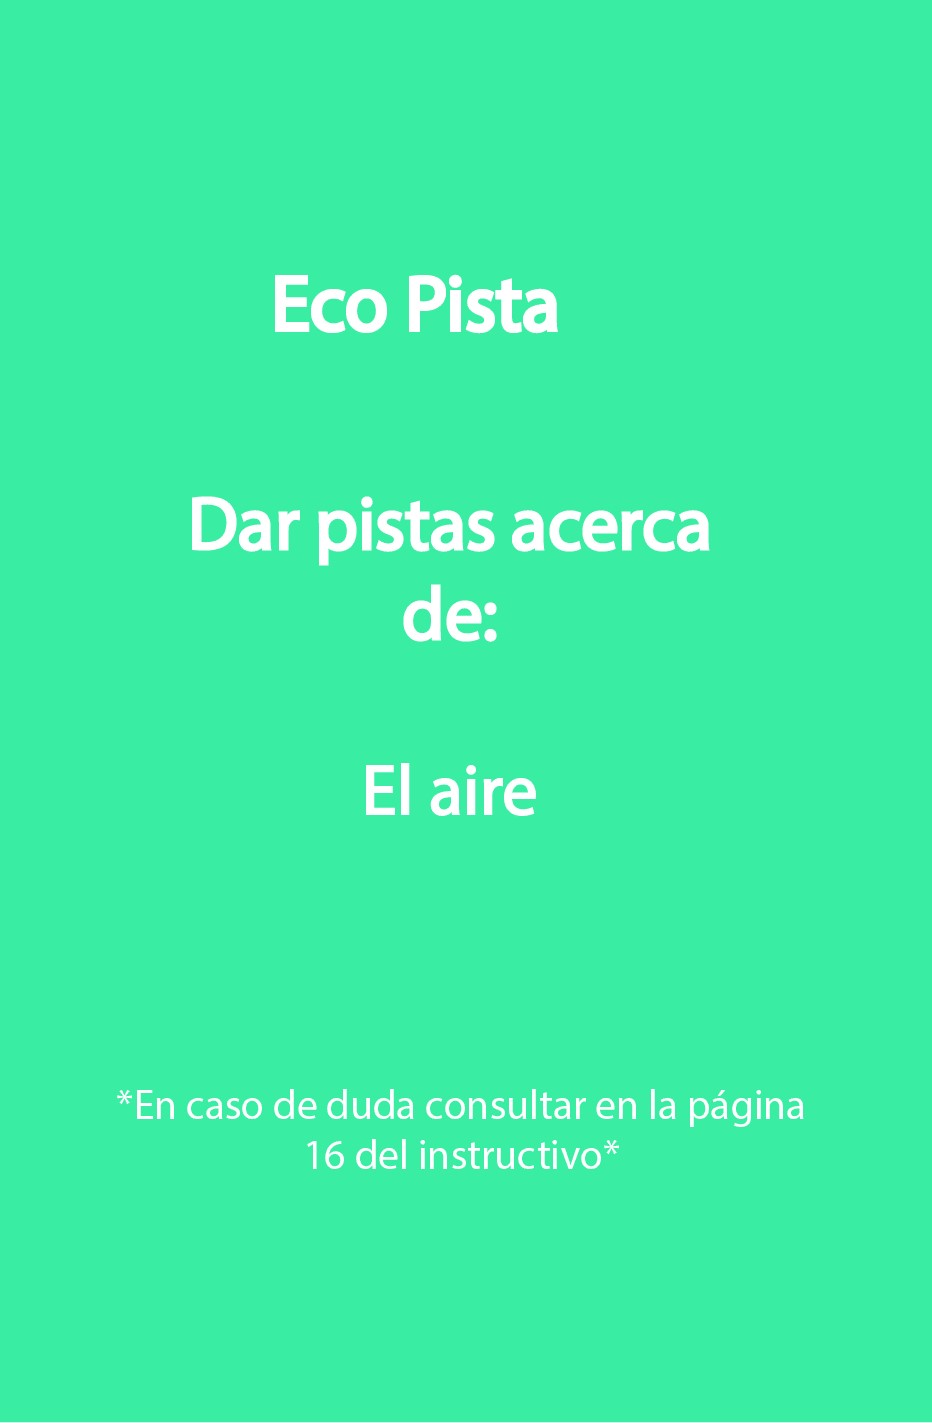 Eco Pista
Dar pistas acerca
de:
El aire
*En caso de duda consultar en la página
16 del instructivo*